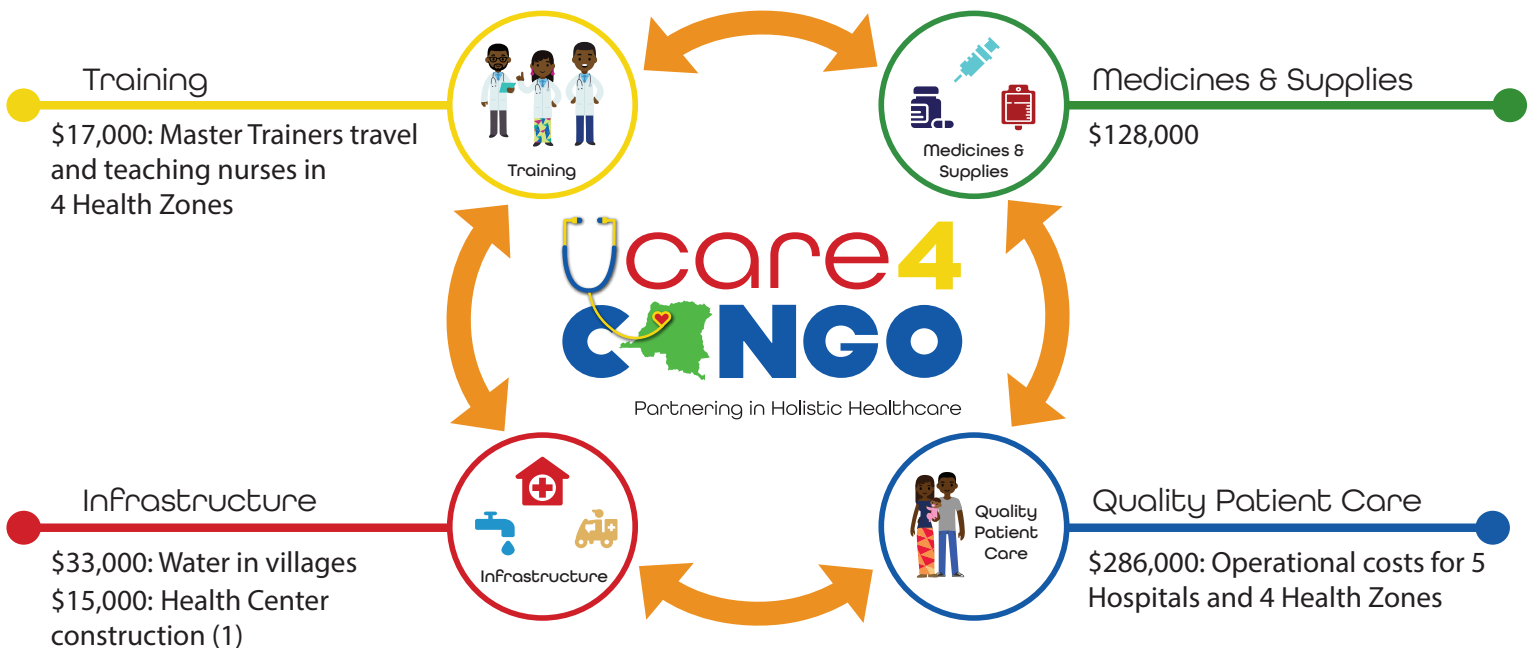 Training
$17,000: Master Trainers travel
and teaching nurses in
4 Health Zones
Training
Medicines &
Supplies
Medicines & Supplies
$128,000
Ucare4
CONGO
Partnering in Holistic Healthcare
Infrastructure
$33,000: Water in villages
$15,000: Health Center
construction (1)
Infrastructure
Quality
Patient
Care
Quality Patient Care
$286,000: Operational costs for 5
Hospitals and 4 Health Zones